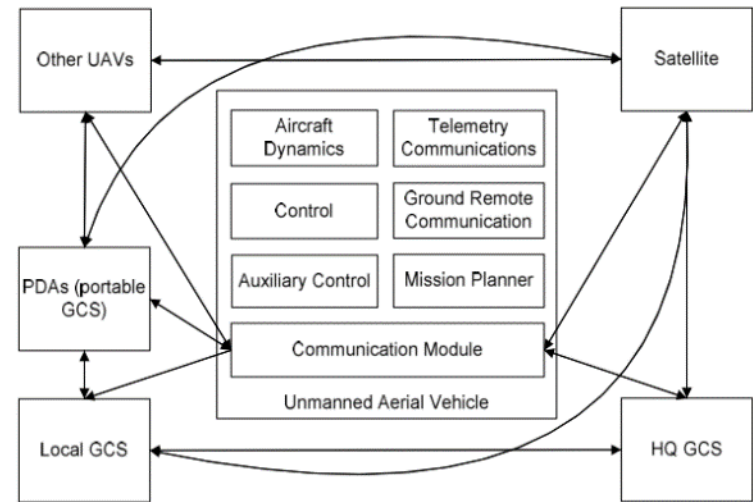 Other UAVs
Satellite
Aircraft
Dynamics
Telemetry
Communications
Control
Ground Remote
Communication
PDAs (portable
GCS)
Auxiliary Control
Mission Planner
Communication Module
Unmanned Aerial Vehicle
Local GCS
HQ GCS